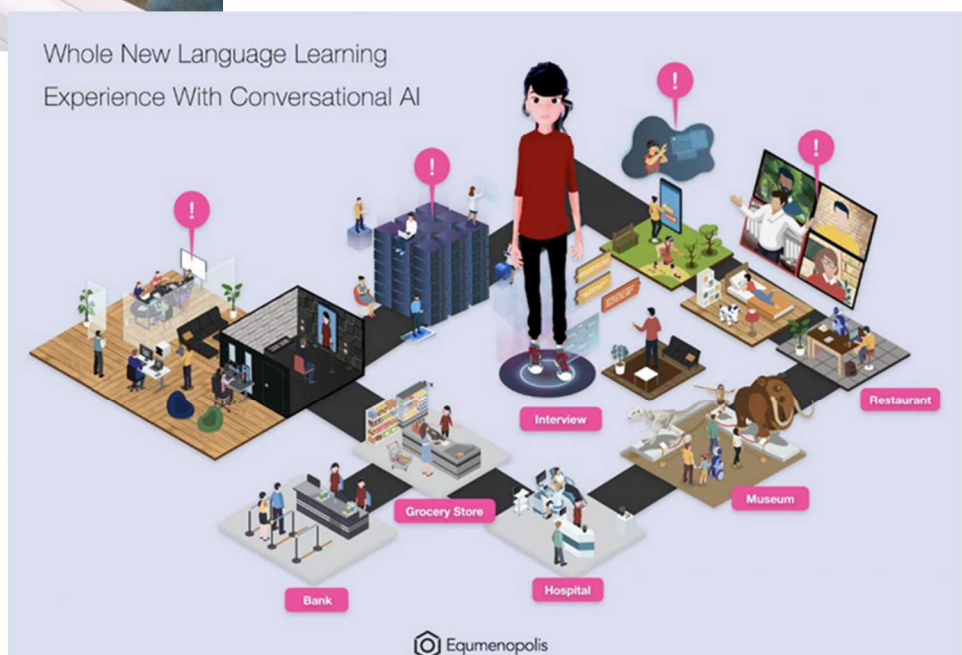 Whole New Language Learning
Experience With Conversational AI
!
!
!
!
Interview
Restaurant
Museum
Grocery Store
Hospital
Bank
Equmenopolis